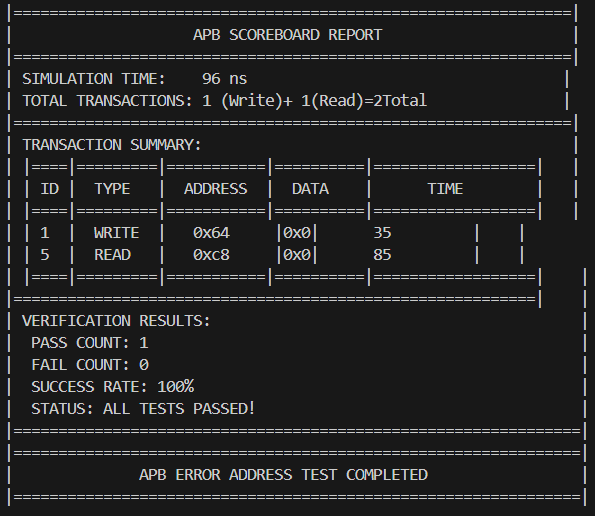 |==============================================================|
|                    APB SCOREBOARD REPORT                     |
|==============================================================|
| SIMULATION TIME:    96 ns                                   |
| TOTAL TRANSACTIONS: 1 (Write)+ 1(Read)=2Total               |
|==============================================================|
| TRANSACTION SUMMARY:                                         |
| |====|=========|===========|==========|==================|   |
| | ID |  TYPE   |  ADDRESS  |  DATA    |      TIME        |   |
| |====|=========|===========|==========|==================|   |
| | 1  |  WRITE  |   0x64     |0x0|      35         |    |
| | 5  |  READ   |   0xc8     |0x0|      85         |    |
| |====|=========|===========|==========|==================|    |
|==========================================================|    |
| VERIFICATION RESULTS:                                         |
|  PASS COUNT: 1                                                |
|  FAIL COUNT: 0                                                |
|  SUCCESS RATE: 100%                                           |
|  STATUS: ALL TESTS PASSED!                                    |
|===============================================================|
|===============================================================|
|              APB ERROR ADDRESS TEST COMPLETED                 |
|===============================================================|